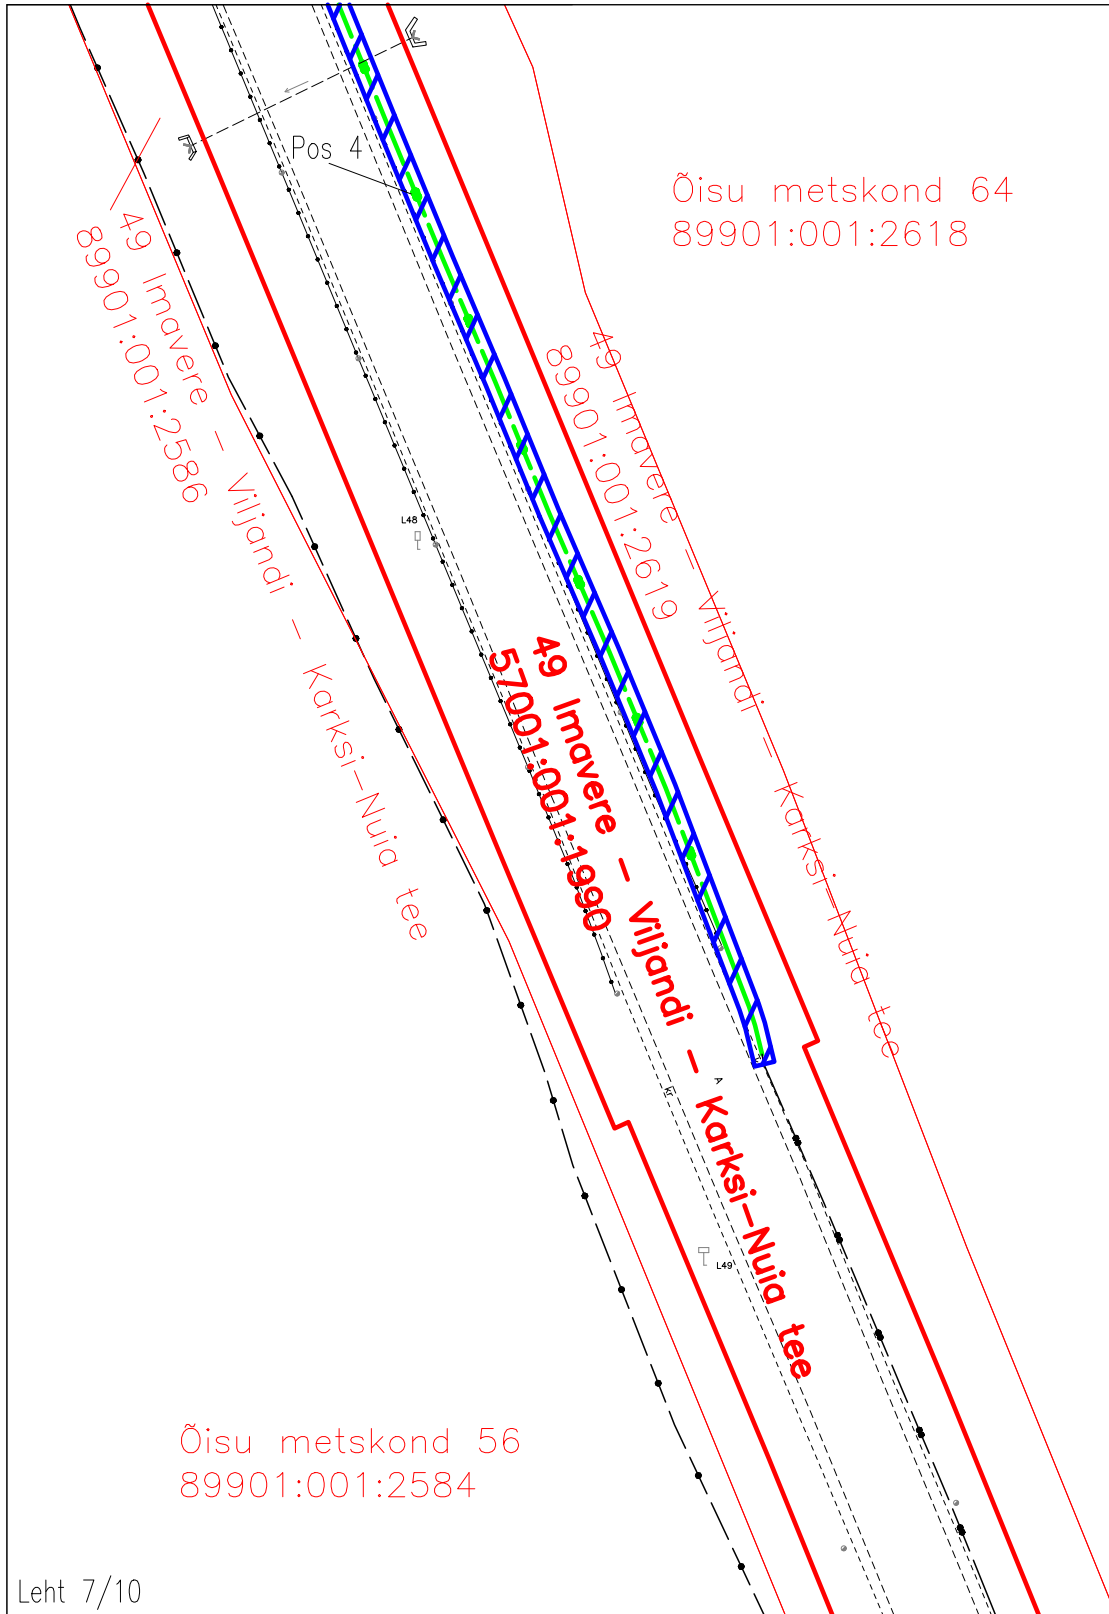 Pos 4
Õisu metskond 64
89901:001:2618
49 Imavere - Viljandi - Karksi-Nuia tee
89901:001:2586
49 Imavere - Viljandi - Karksi-Nuia tee
89901:001:2619
L48
49 Imavere - Viljandi - Karksi-Nuia tee
57001:001:1990
A
kr
L49
Õisu metskond 56
89901:001:2584
Leht 7/10